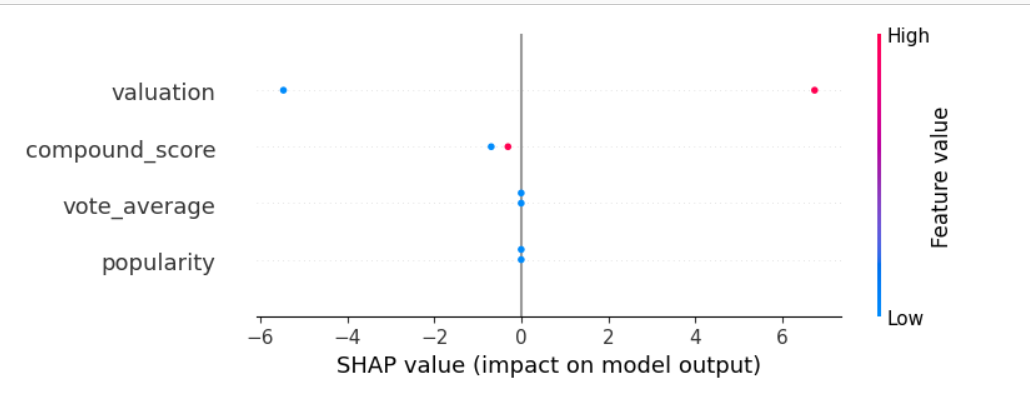 High
valuation
compound_score
vote_average
popularity
Feature value
Low
−6 −4 −2 0 2 4 6
SHAP value (impact on model output)